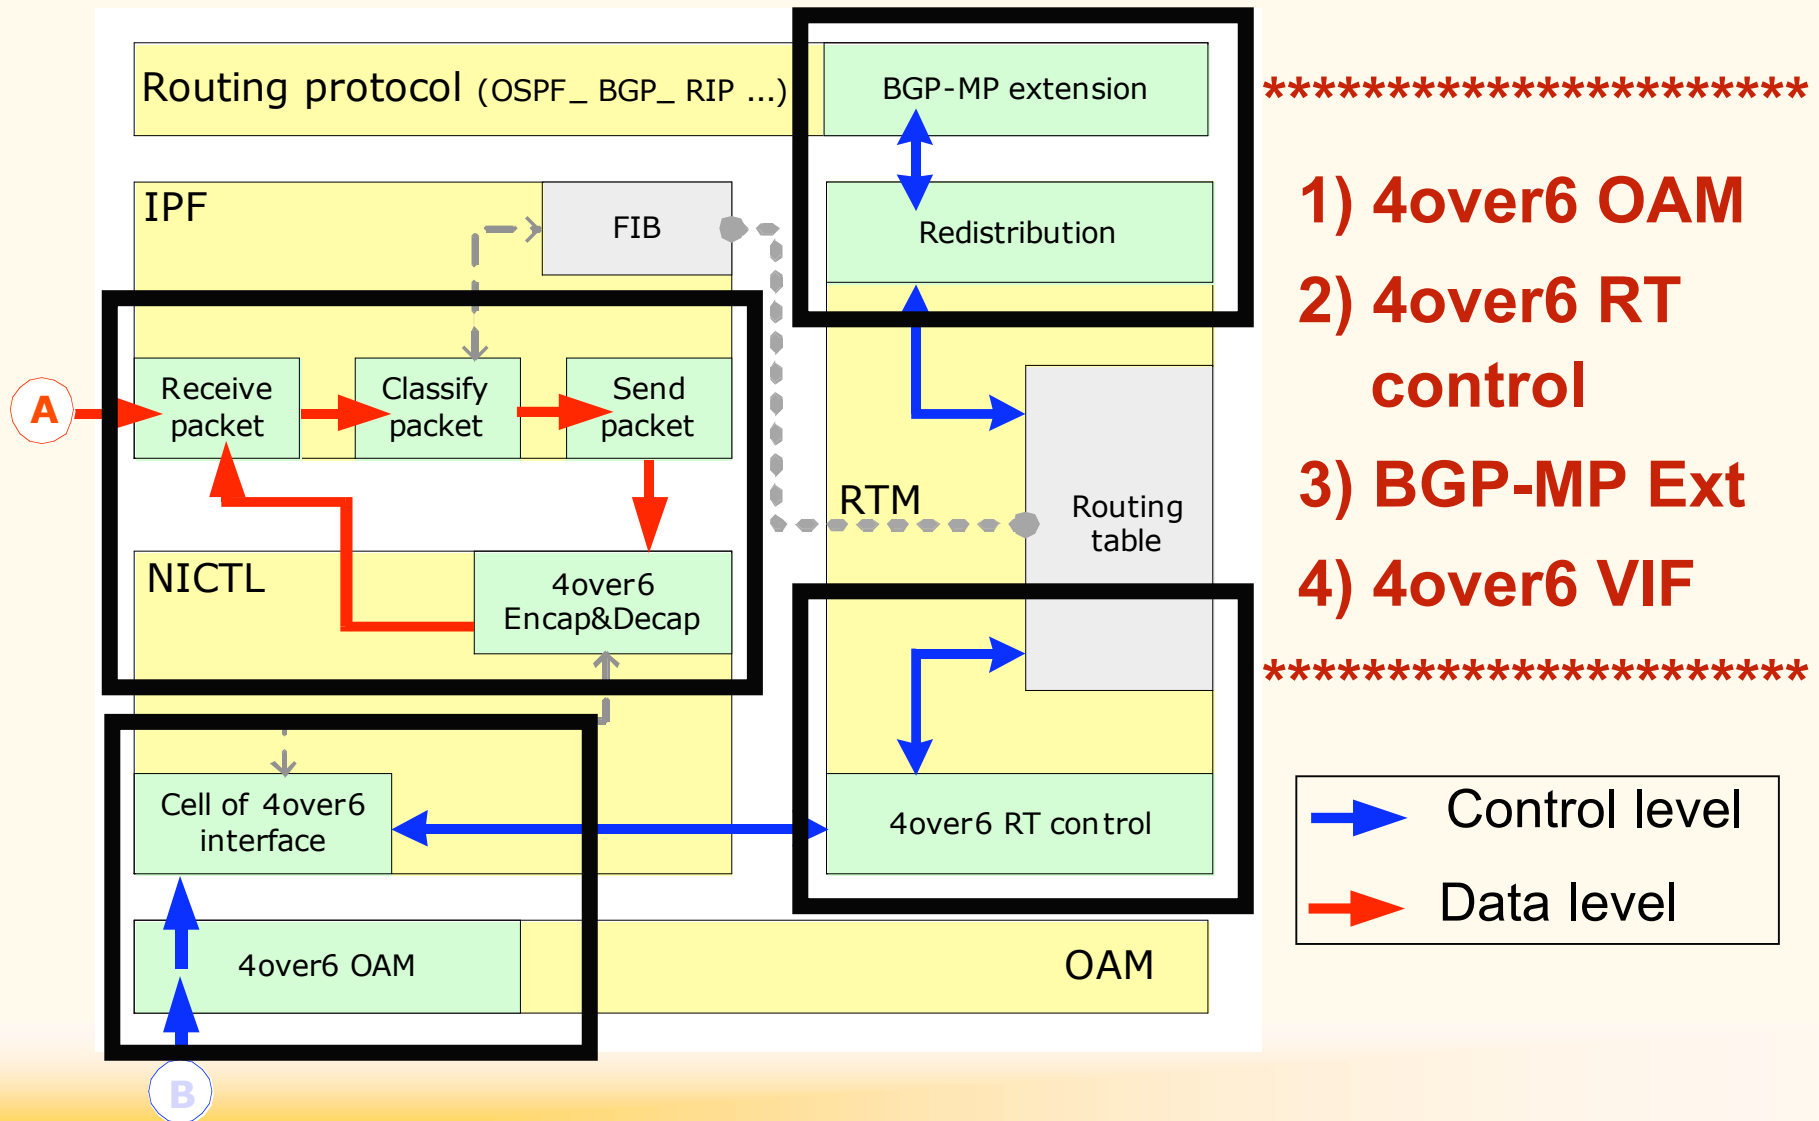 Routing protocol (OSPF_ BGP_ RIP ...)
BGP-MP extension
IPF
FIB
Redistribution
Receive
packet
Classify
packet
Send
packet
A
RTM
Routing
table
NICTL
4over6
Encap&Decap
Cell of 4over6
interface
4over6 RT control
4over6 OAM
OAM
B
**********************
1) 4over6 OAM
2) 4over6 RT
control
3) BGP-MP Ext
4) 4over6 VIF
**********************
Control level
Data level